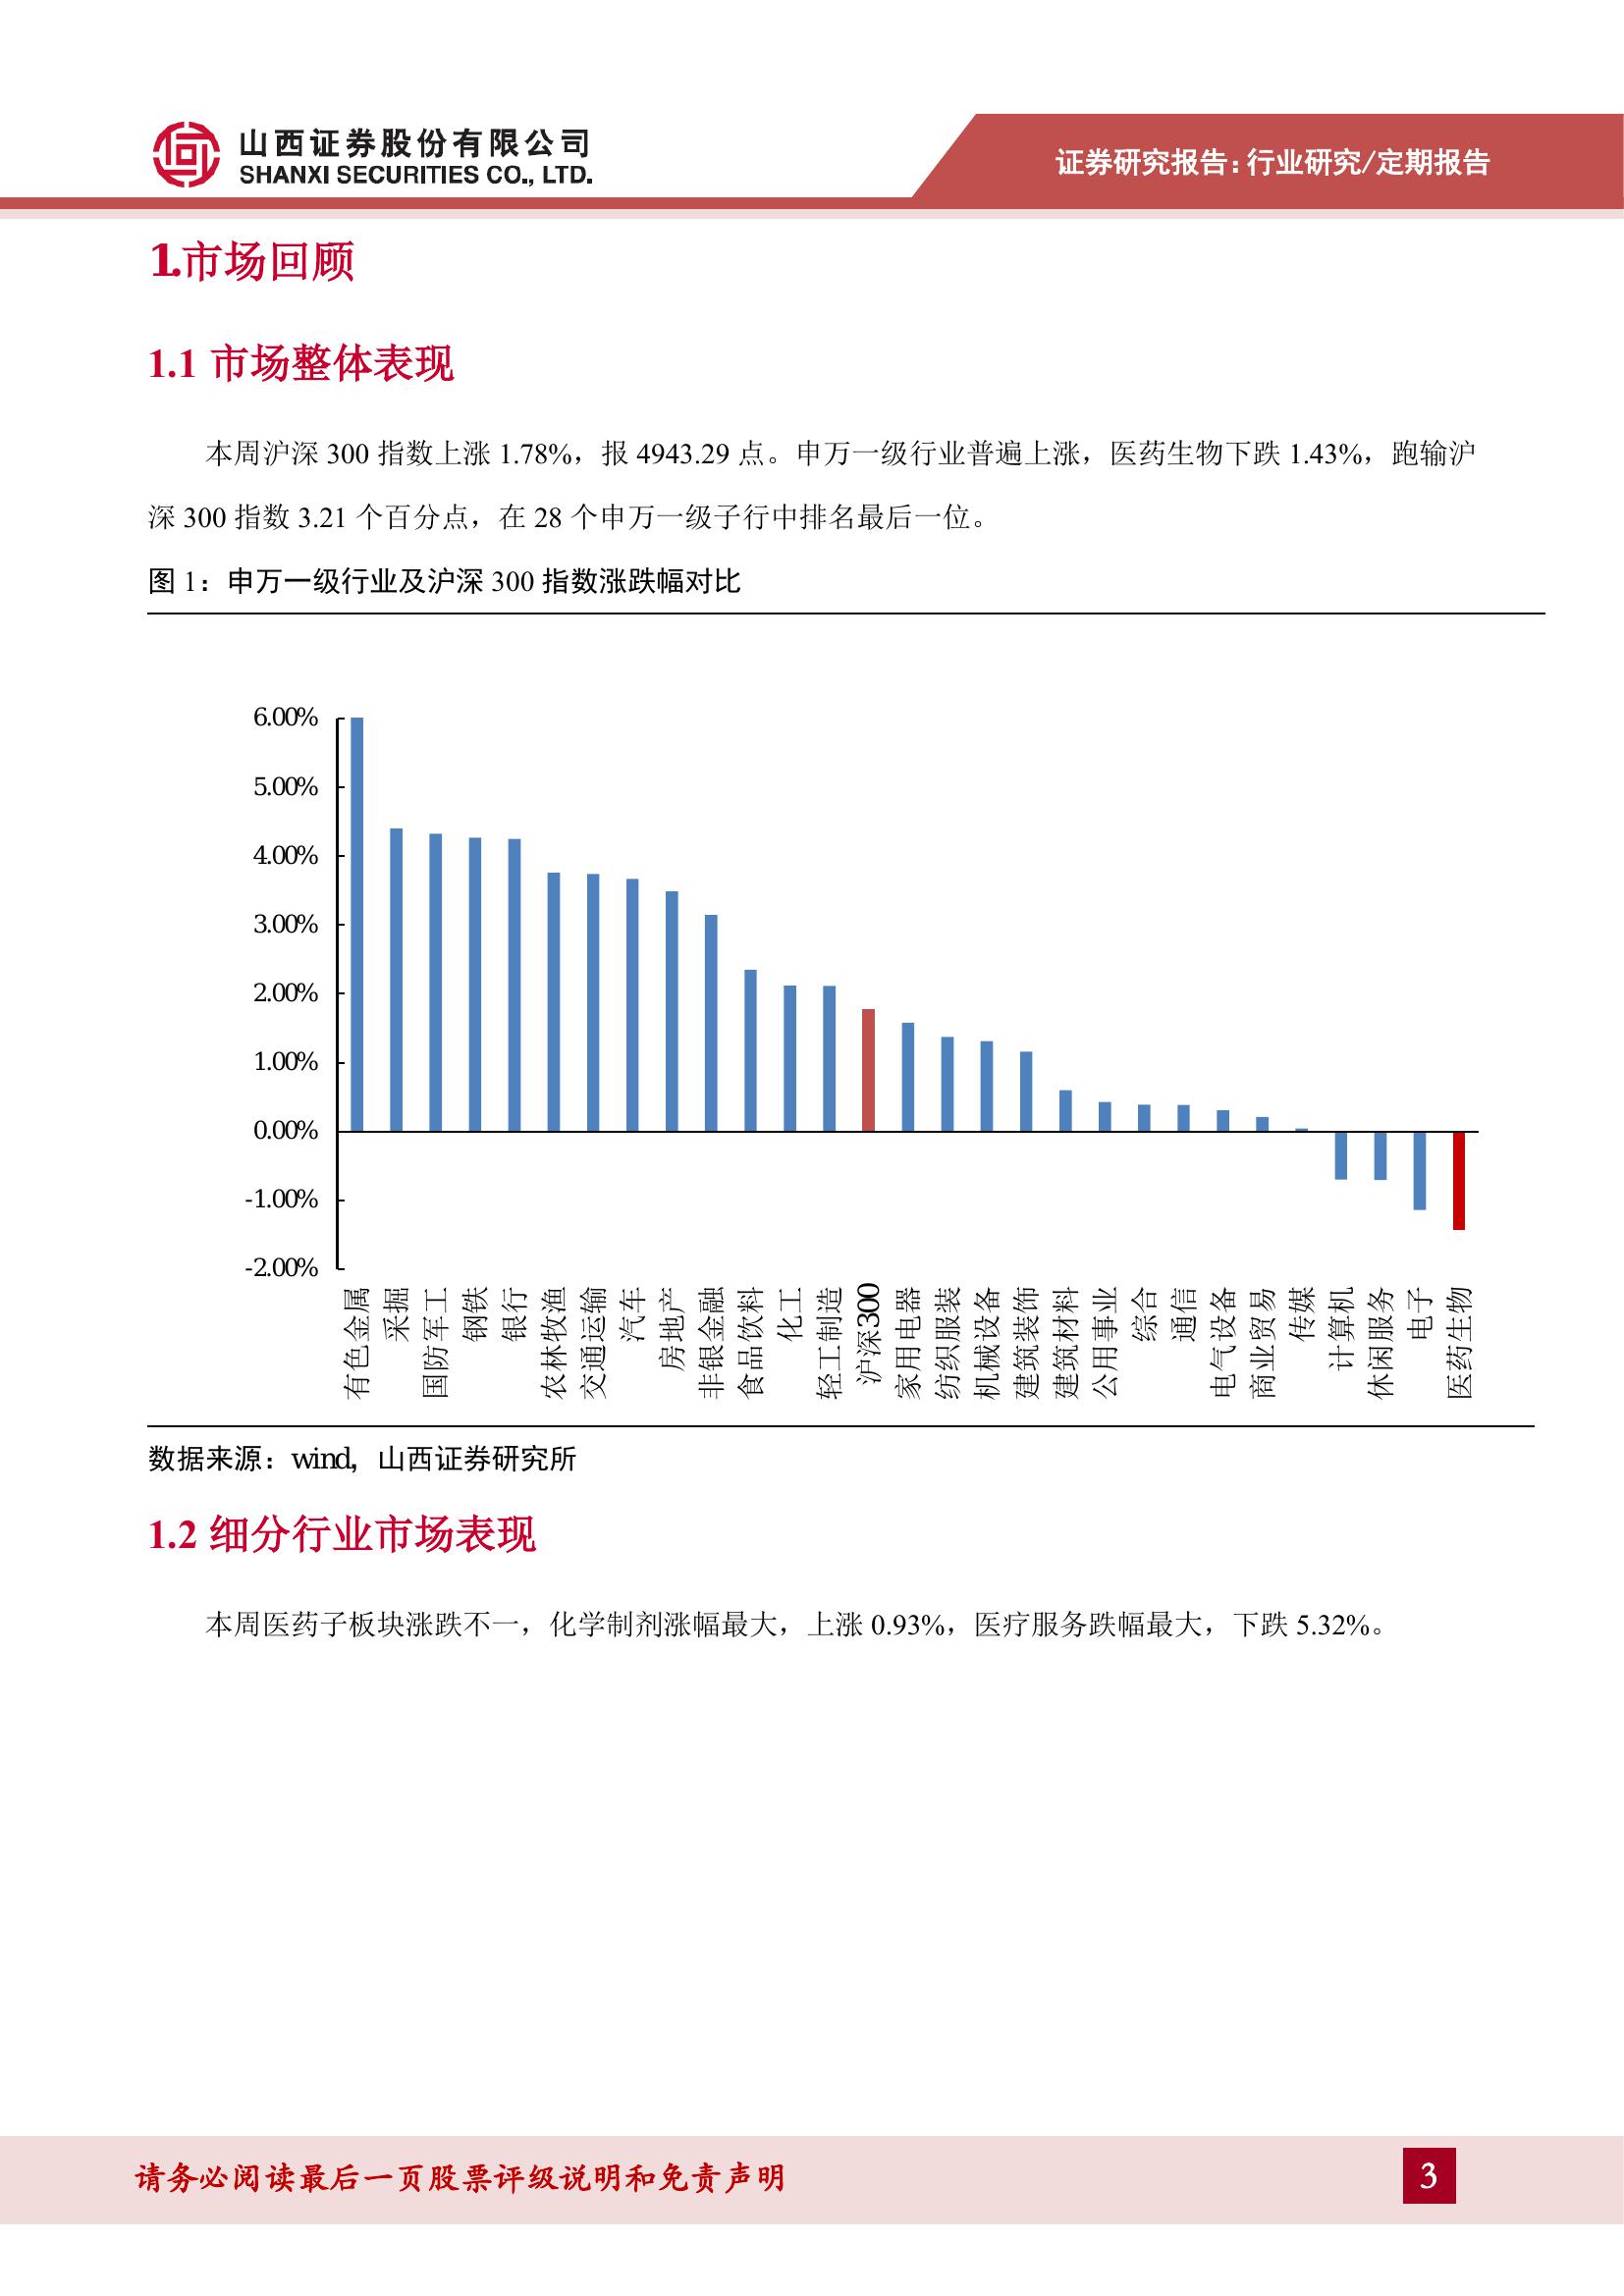 山西证券股份有限公司
SHANXI SECURITIES CO., LTD.
证券研究报告：行业研究/定期报告
1.市场回顾
1.1 市场整体表现
本周沪深 300 指数上涨 1.78%，报 4943.29 点。申万一级行业普遍上涨，医药生物下跌 1.43%，跑输沪
深 300 指数 3.21 个百分点，在 28 个申万一级子行中排名最后一位。
图 1：申万一级行业及沪深 300 指数涨跌幅对比
6.00%
5.00%
4.00%
3.00%
2.00%
1.00%
0.00%
-1.00%
-2.00%
有色金属
采掘
国防军工
钢铁
银行
农林牧渔
交通运输
汽车
房地产
非银金融
食品饮料
化工
轻工制造
沪深300
家用电器
纺织服装
机械设备
建筑装饰
建筑材料
公用事业
综合
通信
电气设备
商业贸易
传媒
计算机
休闲服务
电子
医药生物
数据来源：wind，山西证券研究所
1.2 细分行业市场表现
本周医药子板块涨跌不一，化学制剂涨幅最大，上涨 0.93%，医疗服务跌幅最大，下跌 5.32%。
请务必阅读最后一页股票评级说明和免责声明
3